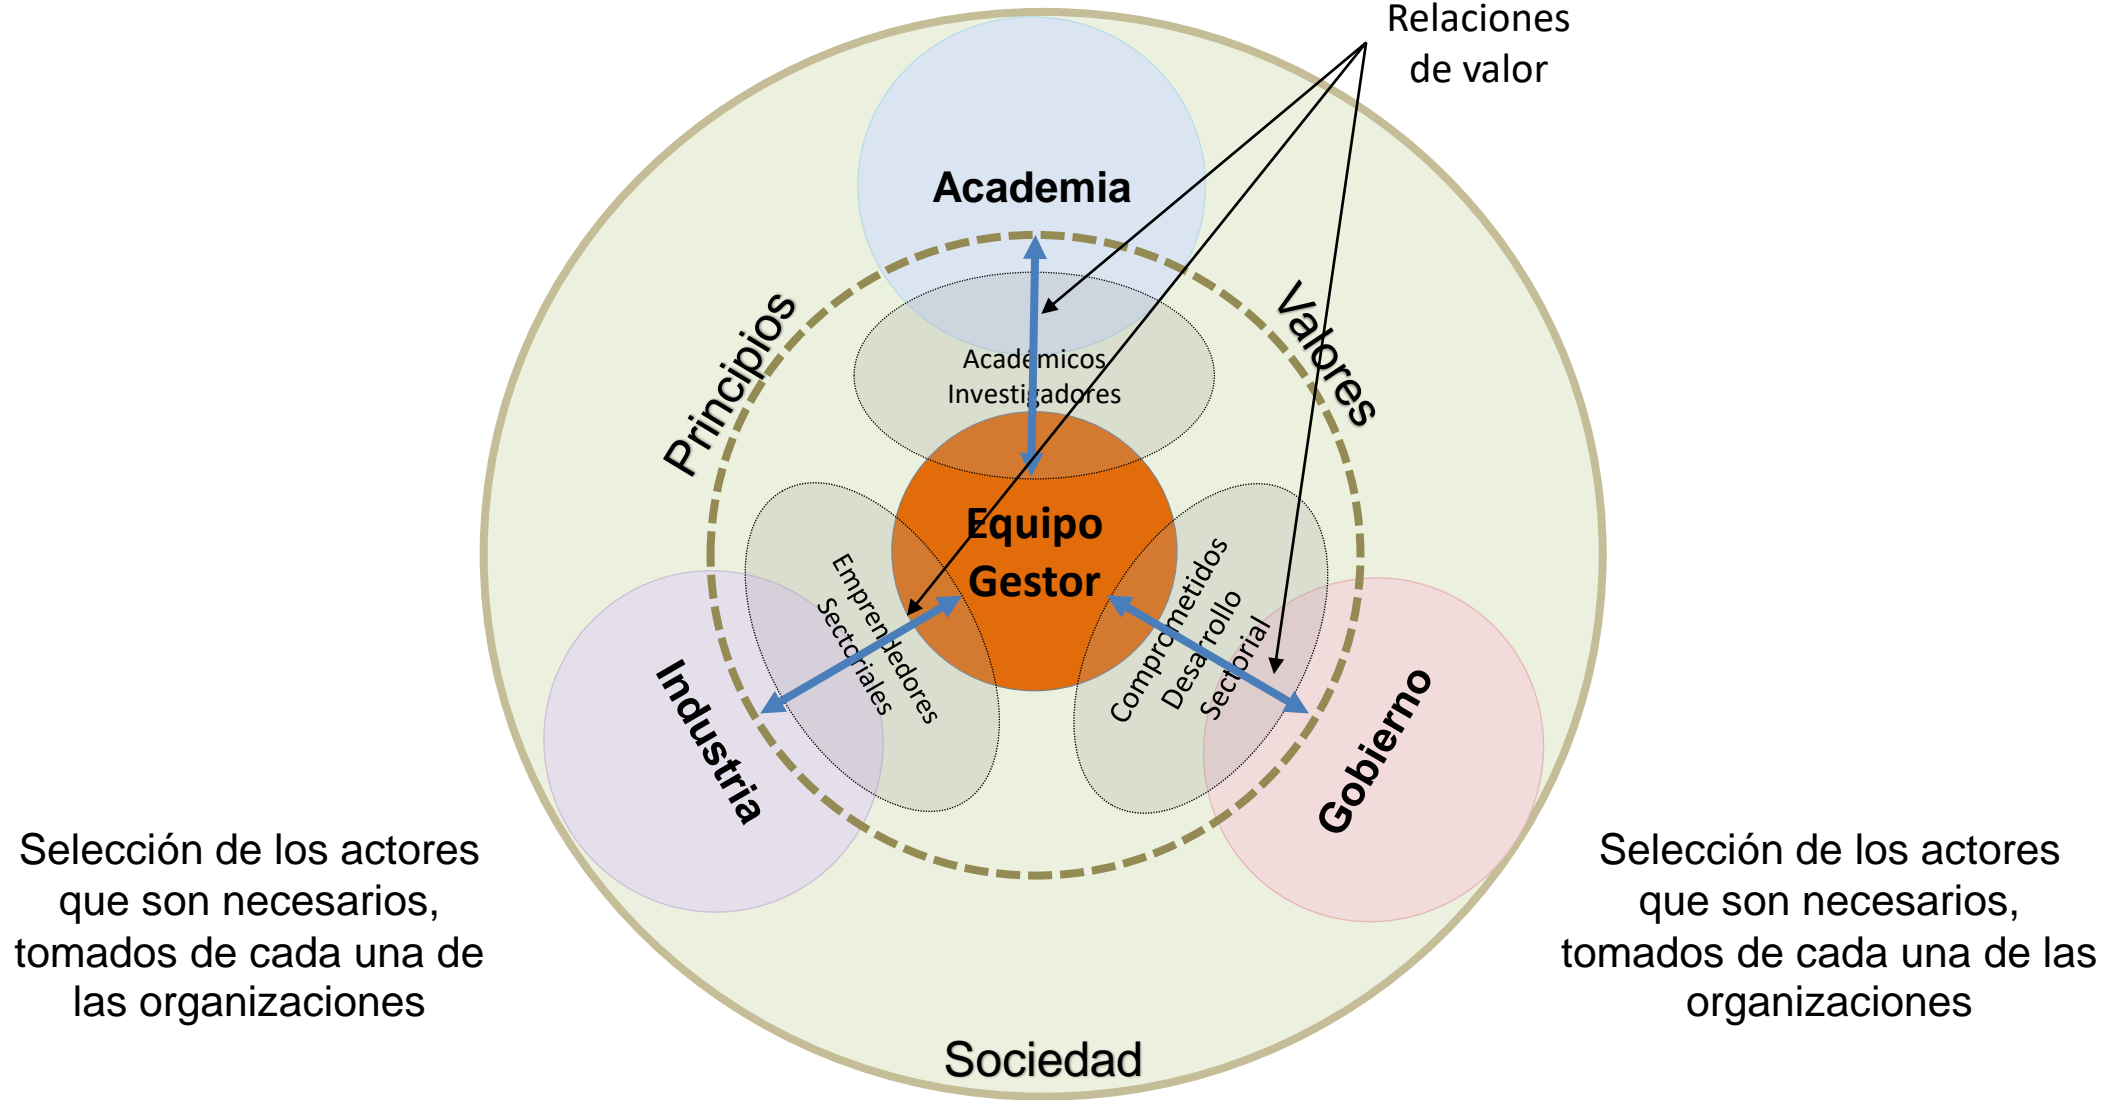 Relaciones
de valor
Academia
Principios
Valores
Académicos
Investigadores
Equipo
Gestor
Emprendedores
Sectoriales
Comprometidos
Desarrollo
Sectorial
Industria
Gobierno
Selección de los actores
que son necesarios,
tomados de cada una de
las organizaciones
Selección de los actores
que son necesarios,
tomados de cada una de las
organizaciones
Sociedad